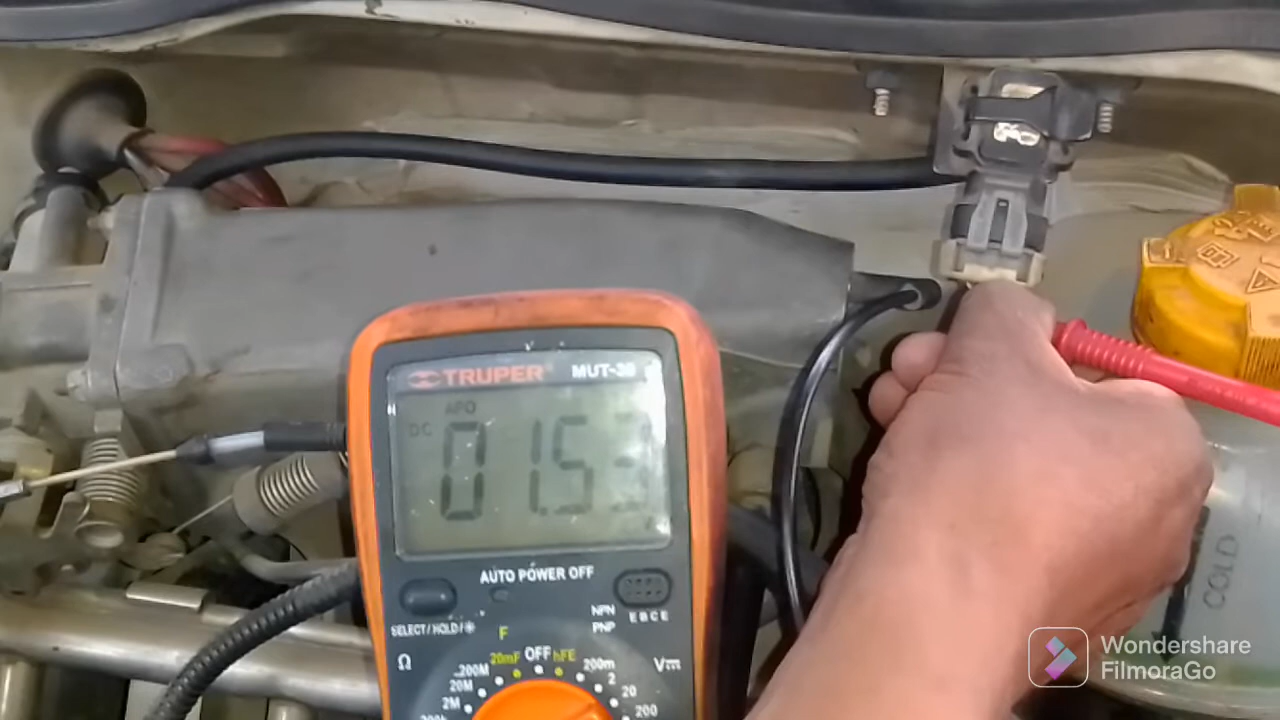 TRUPER® MUT-39
APO
DC
01.53
AUTO POWER OFF
SELECT/HOLD/☀
NPN
PNP
E B C E
F
Ω
20mF OFF hFE
200M 200m V
20M 2
2M 20
200k 200
COLD
Wondershare
FilmoraGo